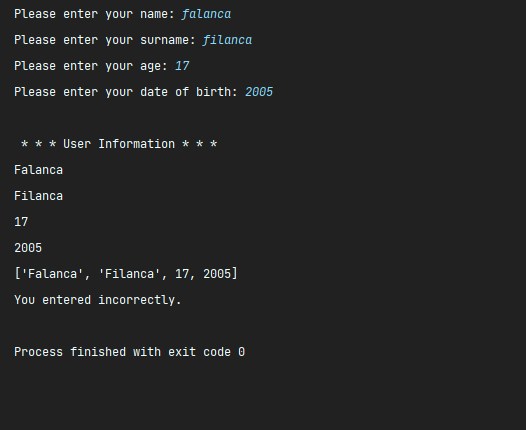 Please enter your name: falanca
Please enter your surname: filanca
Please enter your age: 17
Please enter your date of birth: 2005
* * * User Information * * *
Falanca
Filanca
17
2005
['Falanca', 'Filanca', 17, 2005]
You entered incorrectly.
Process finished with exit code 0